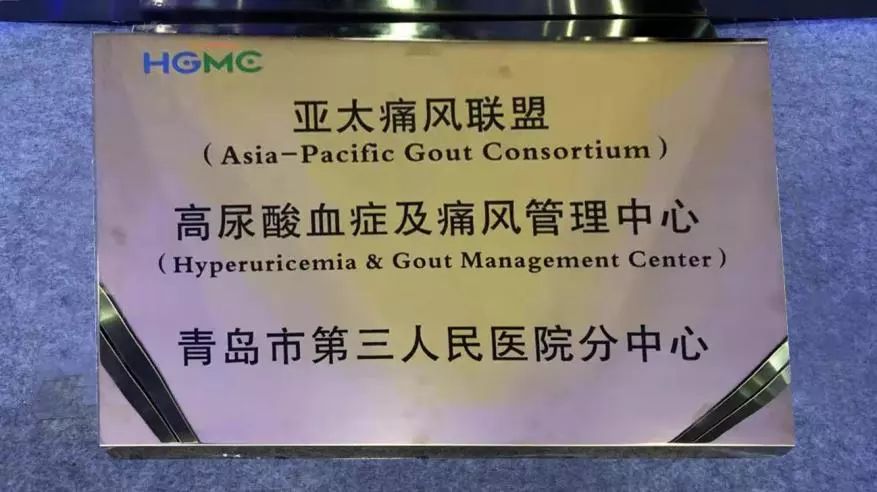 HGMC
亚太痛风联盟
(Asia-Pacific Gout Consortium)
高尿酸血症及痛风管理中心
(Hyperuricemia & Gout Management Center)
青岛市第三人民医院分中心